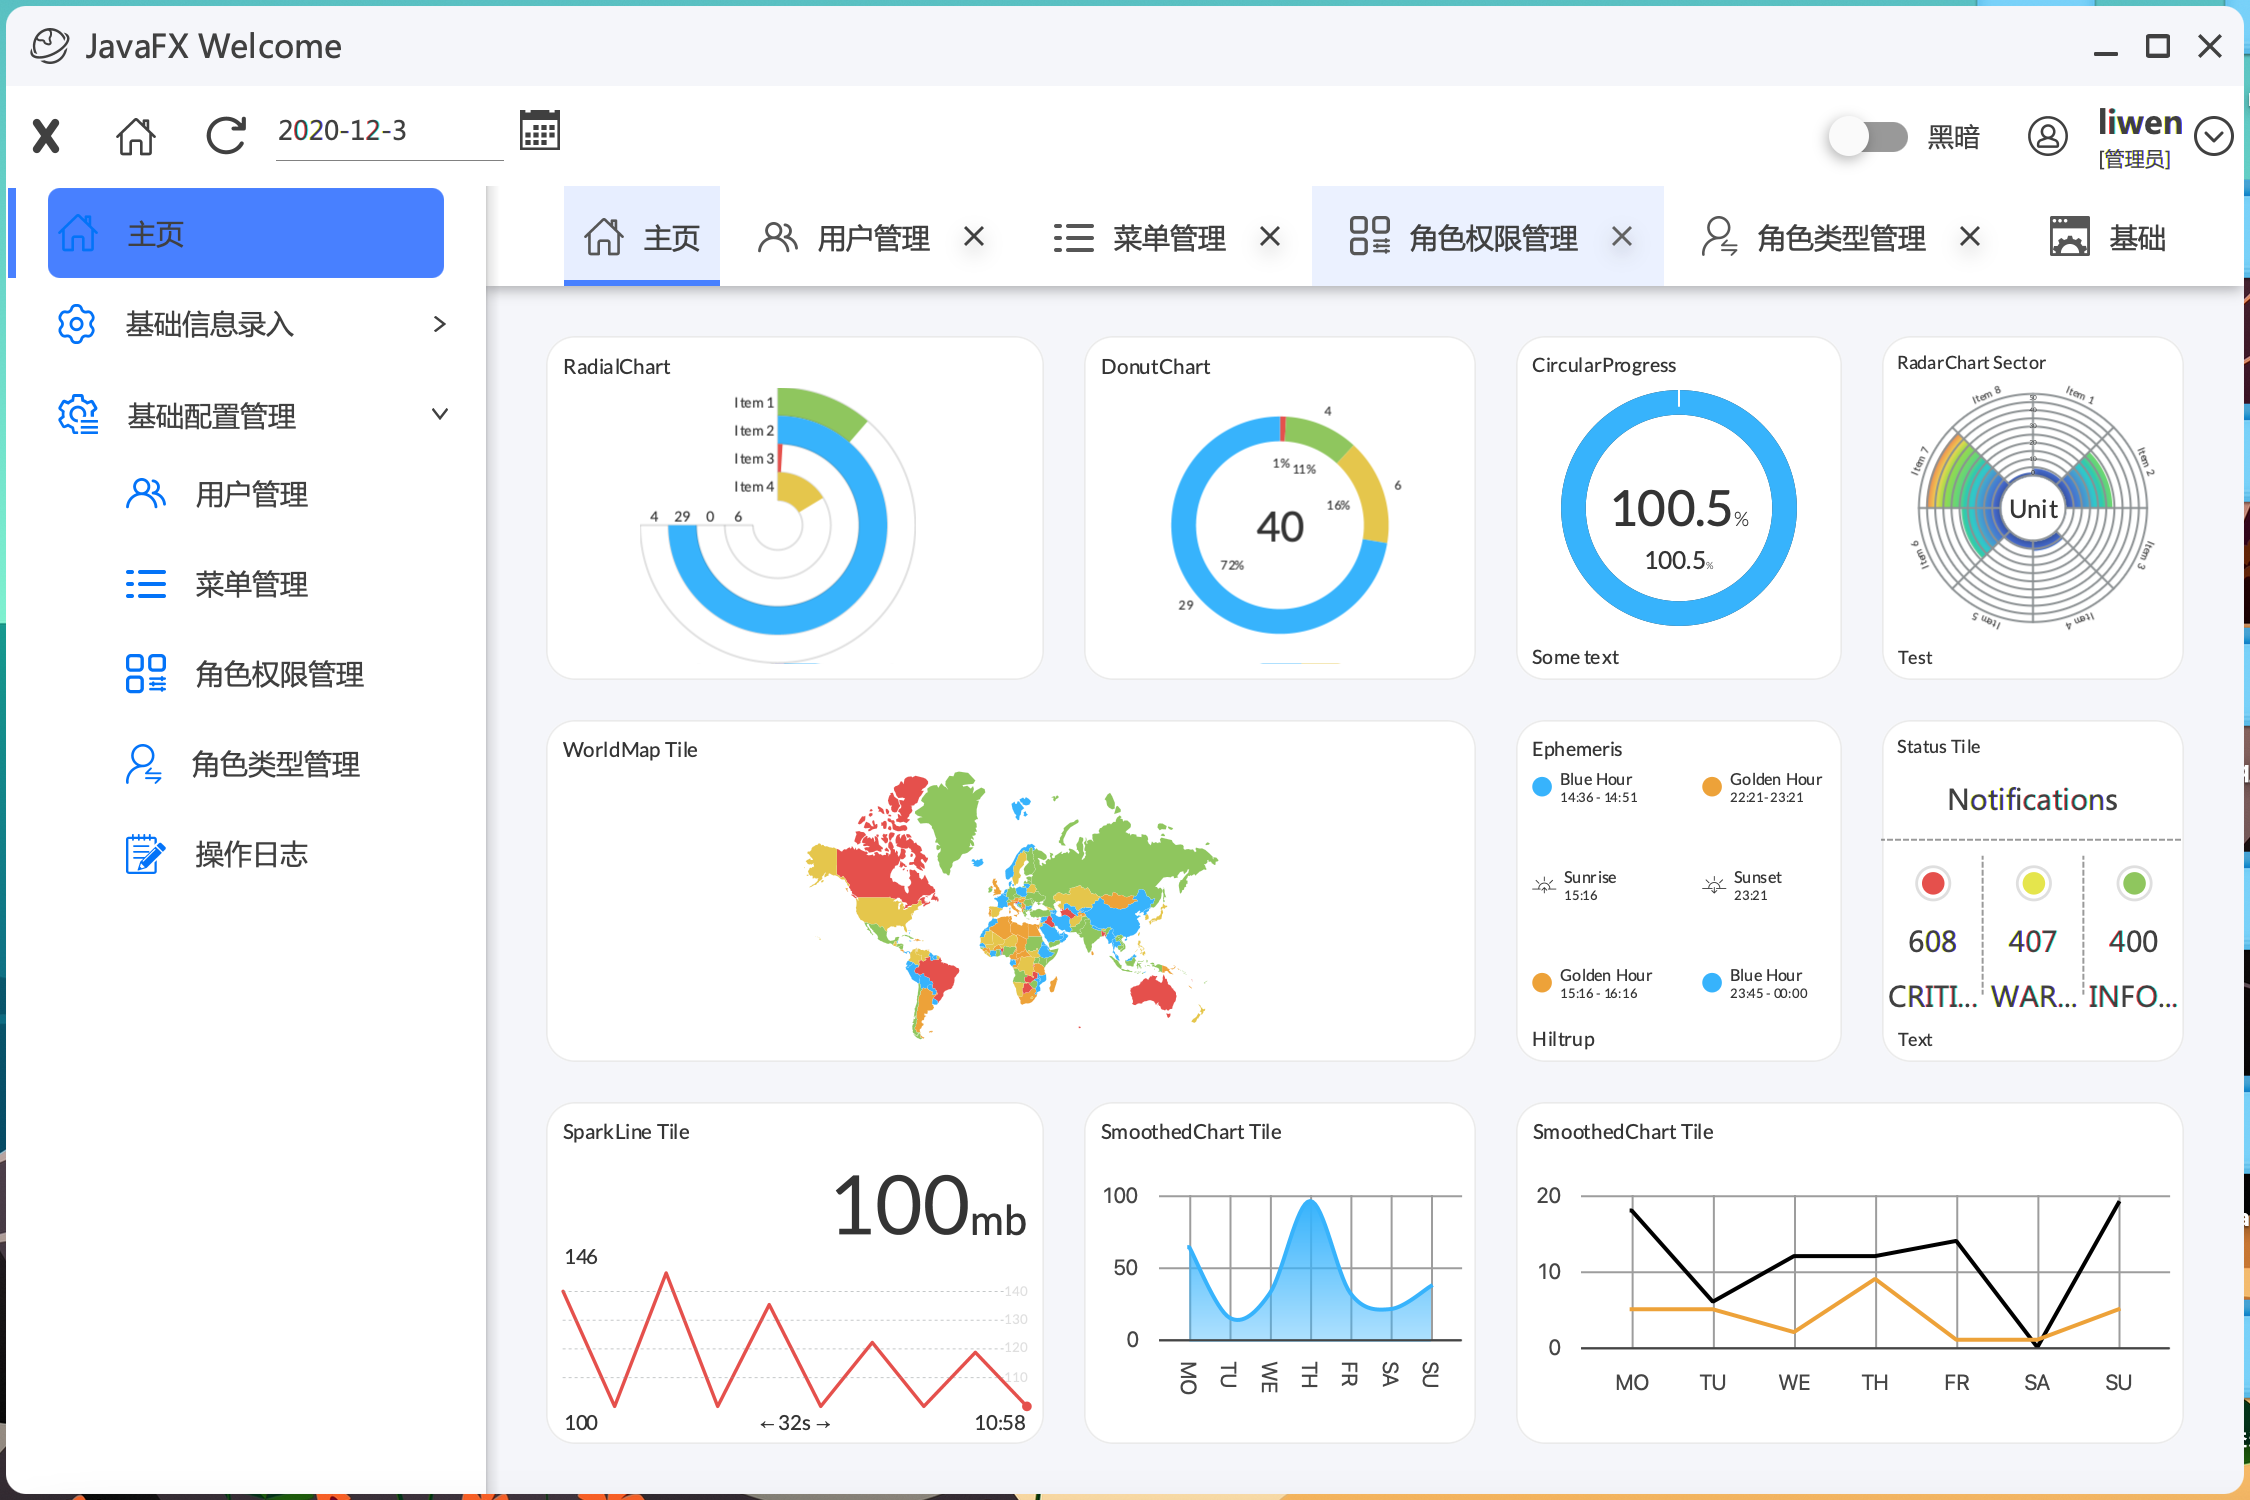 JavaFX Welcome
2020-12-3
黑暗
liwen
[管理员]
主页
基础信息录入
基础配置管理
用户管理
菜单管理
角色权限管理
角色类型管理
操作日志
主页
用户管理
菜单管理
角色权限管理
角色类型管理
基础
RadialChart
Item 1
Item 2
Item 3
Item 4
4 29 0 6
DonutChart
4
6
1% 11%
16%
40
72%
29
CircularProgress
100.5%
100.5%
Some text
RadarChart Sector
Item 8
Item 1
Item 7
Item 2
50
40
30
20
10
Unit
Item 6
Item 3
Item 5
Item 4
Test
WorldMap Tile
Ephemeris
Blue Hour
14:36 - 14:51
Golden Hour
22:21 - 23:21
Sunrise
15:16
Sunset
23:21
Golden Hour
15:16 - 16:16
Blue Hour
23:45 - 00:00
Hiltrup
Status Tile
Notifications
608 407 400
CRITI... WAR... INFO...
Text
SparkLine Tile
100mb
146
140
130
120
110
100 ←32s→ 10:58
SmoothedChart Tile
100
50
0
MO TU WE TH FR SA SU
SmoothedChart Tile
20
10
0
MO TU WE TH FR SA SU